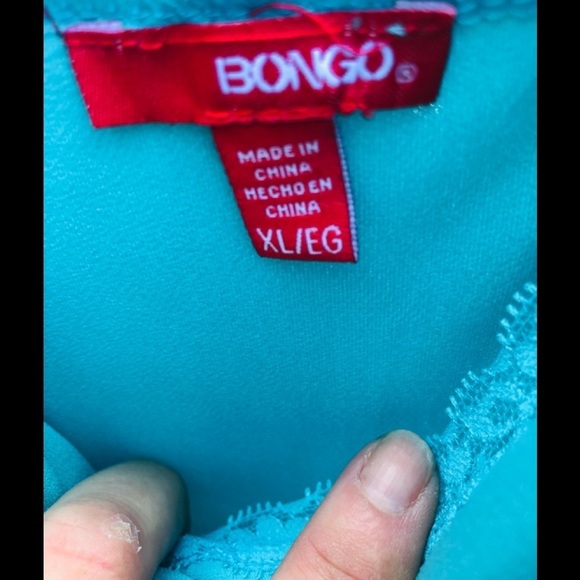 BONGO®
MADE IN
CHINA
HECHO EN
CHINA
XL/EG